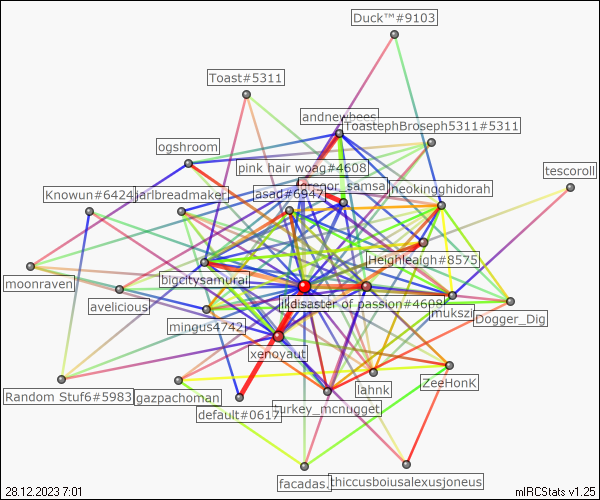 Duck™#9103
Toast#5311
andnewbees
ToastephBroseph5311#5311
ogshroom
pink hair woag#4608
tescoroll
Knowun#6424
jarlbreadmaker
asad#6947
gregor_samsa
neokingghidorah
Heighleaigh#8575
moonraven
bigcitysamurai
avelicious
disaster of passion#4608
mukszi
Dogger_Dig
mingus4742
xenoyaut
Random Stuf6#5983
gazpachoman
lahnk
ZeeHonK
default#0617
turkey_mcnugget
facadas.
thiccusboiusalexusjoneus
28.12.2023 7:01
mIRCStats v1.25